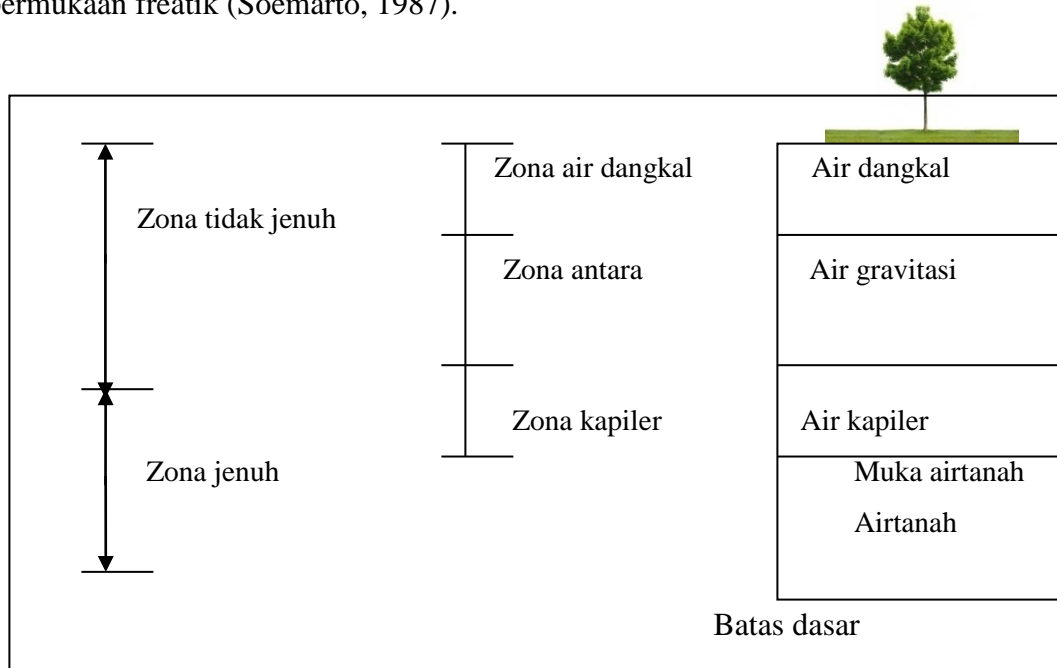 permukaan freatik (Soemarto, 1987).
Zona air dangkal
Air dangkal
Zona tidak jenuh
Zona antara
Air gravitasi
Zona kapiler
Air kapiler
Zona jenuh
Muka airtanah
Airtanah
Batas dasar